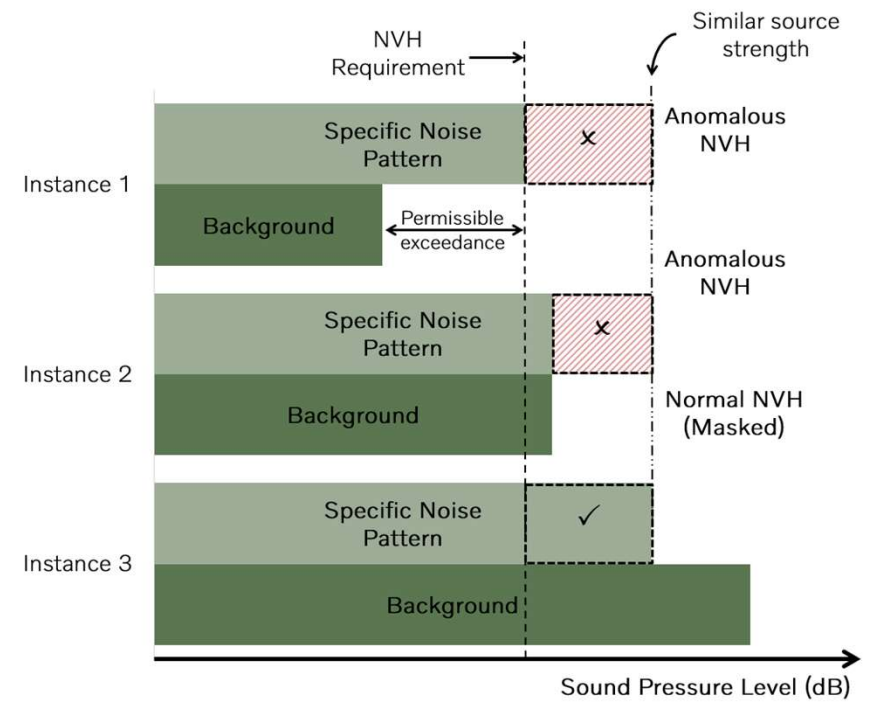 NVH
Requirement
Similar source
strength
Instance 1
Specific Noise
Pattern
x
Anomalous
NVH
Background
Permissible
exceedance
Anomalous
NVH
Instance 2
Specific Noise
Pattern
x
Background
Normal NVH
(Masked)
Instance 3
Specific Noise
Pattern
✓
Background
Sound Pressure Level (dB)